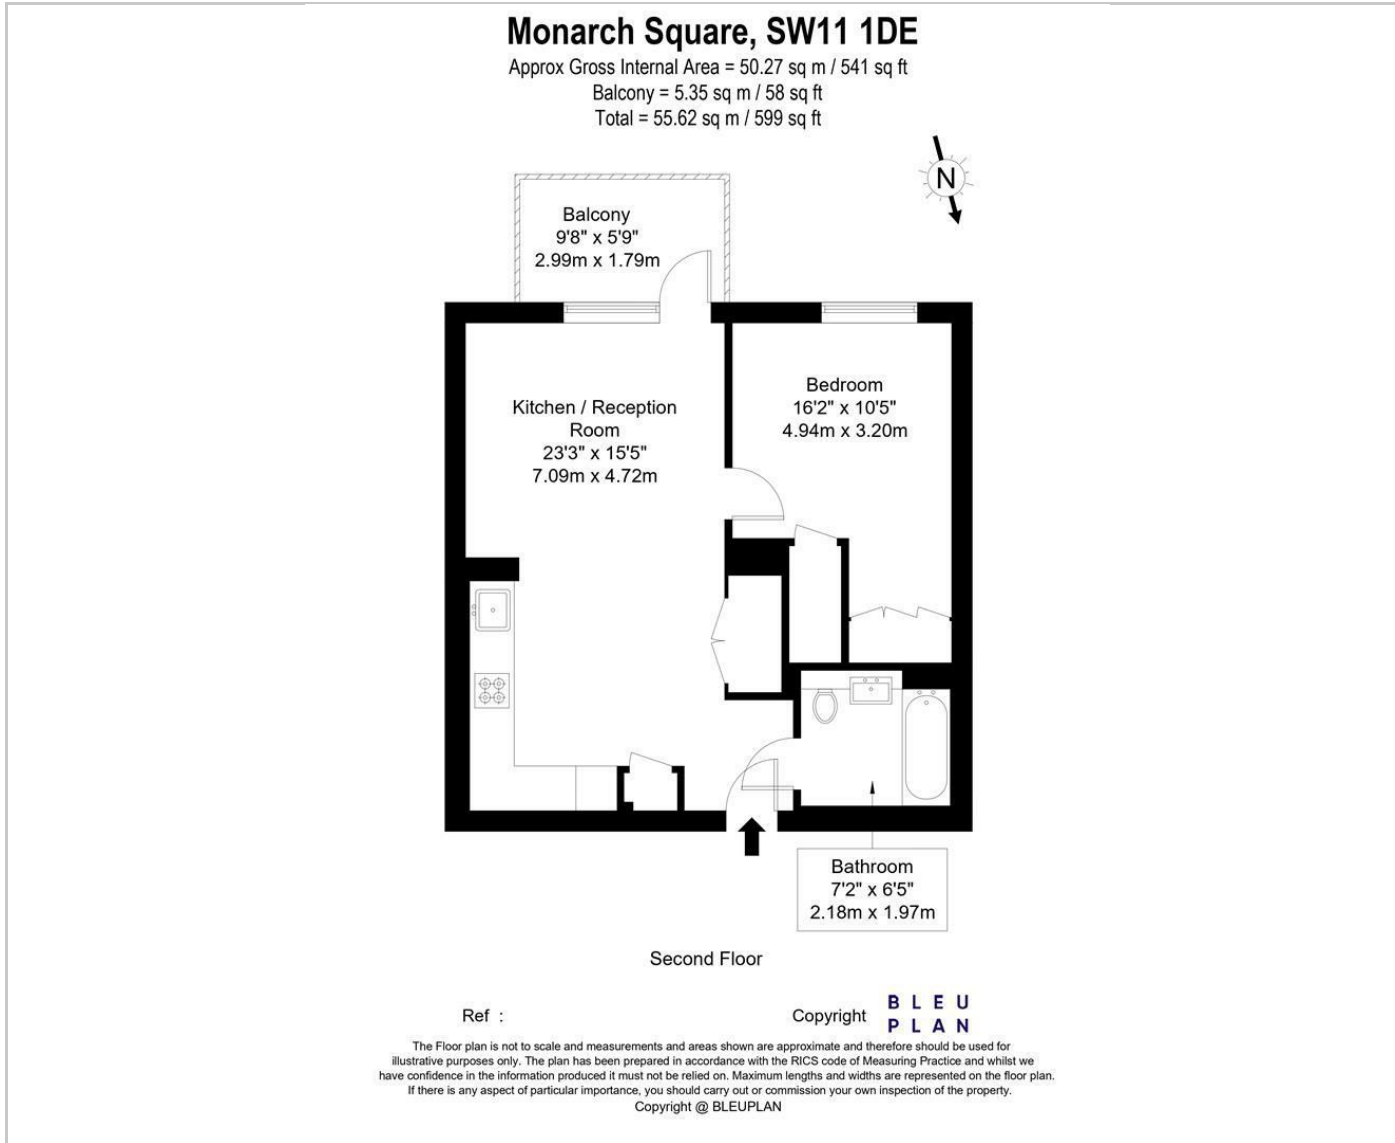 Monarch Square, SW11 1DE
Approx Gross Internal Area = 50.27 sq m / 541 sq ft
Balcony = 5.35 sq m / 58 sq ft
Total = 55.62 sq m / 599 sq ft
N
Balcony
9'8" x 5'9"
2.99m x 1.79m
Kitchen / Reception
Room
23'3" x 15'5"
7.09m x 4.72m
Bedroom
16'2" x 10'5"
4.94m x 3.20m
Bathroom
7'2" x 6'5"
2.18m x 1.97m
Second Floor
Ref :
Copyright
BLEU
PLAN
The Floor plan is not to scale and measurements and areas shown are approximate and therefore should be used for
illustrative purposes only. The plan has been prepared in accordance with the RICS code of Measuring Practice and whilst we
have confidence in the information produced it must not be relied on. Maximum lengths and widths are represented on the floor plan.
If there is any aspect of particular importance, you should carry out or commission your own inspection of the property.
Copyright @ BLEUPLAN